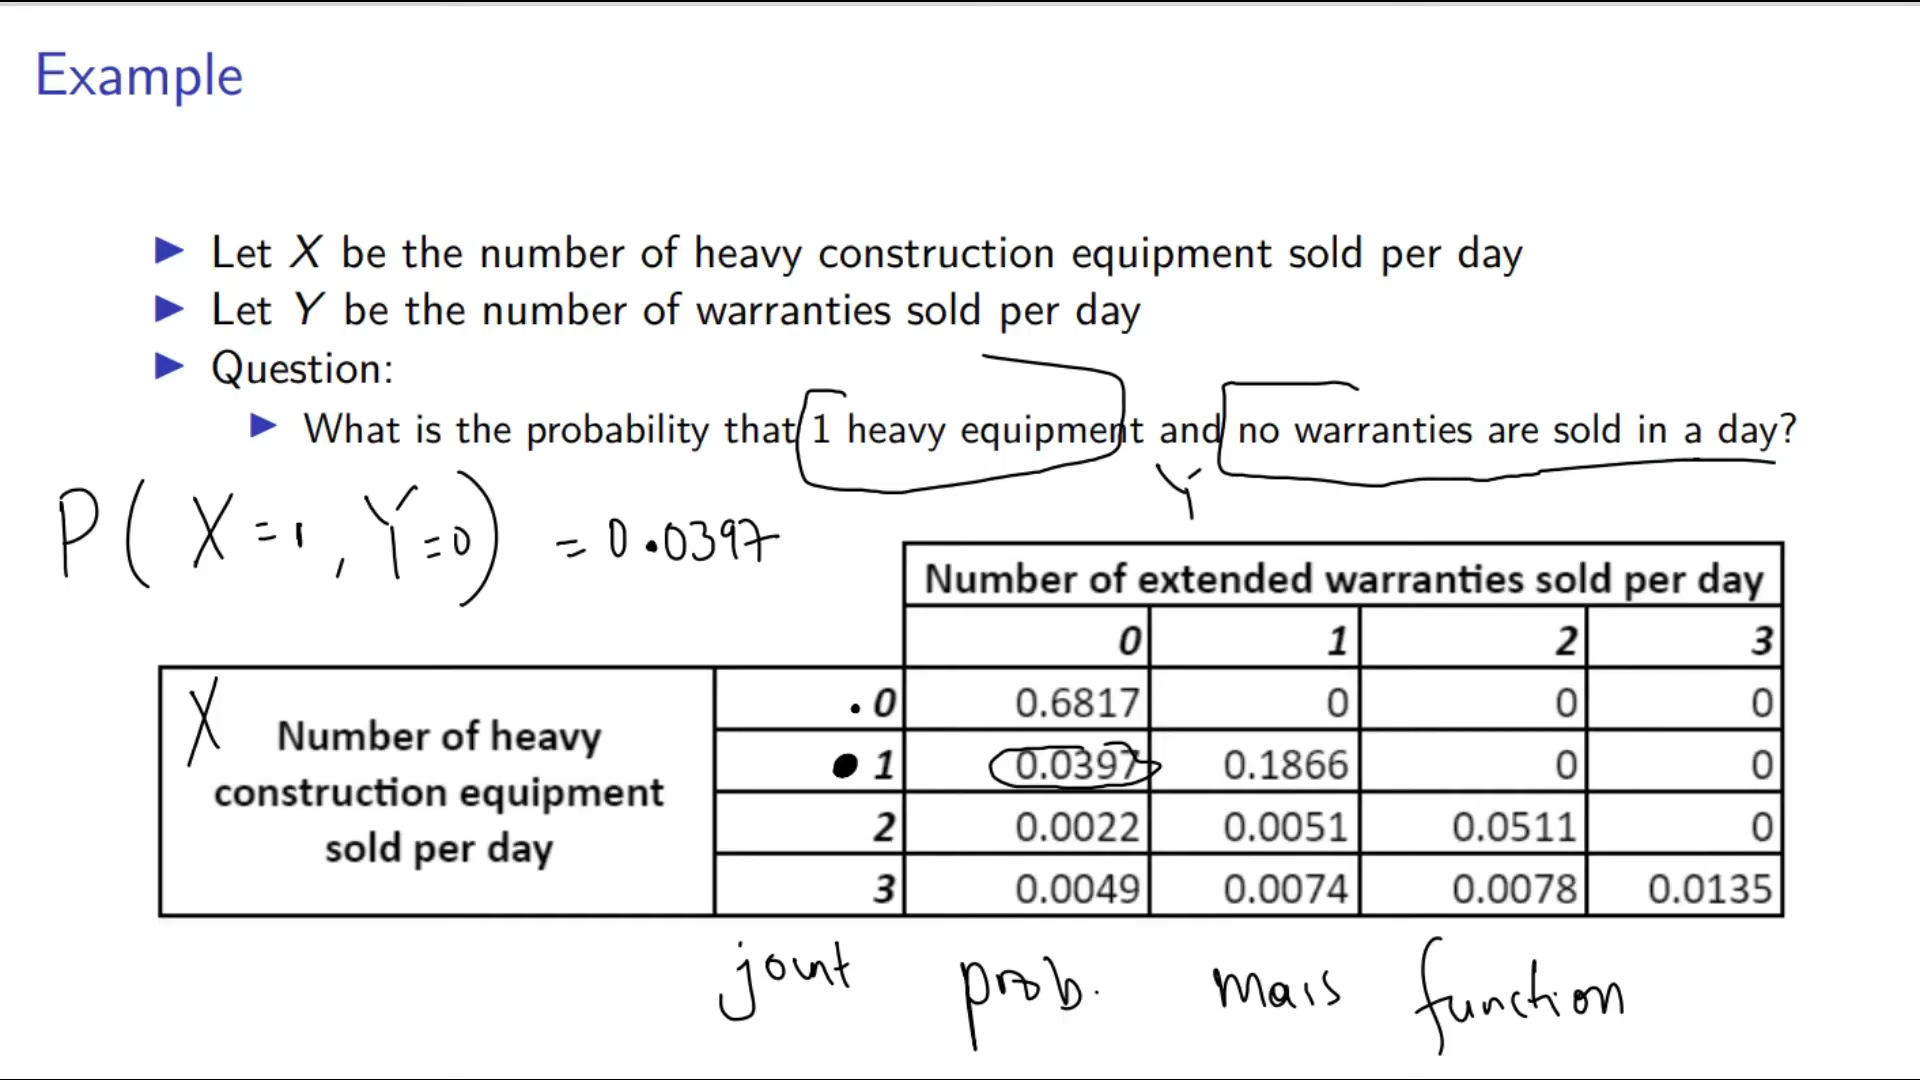 Example
Let X be the number of heavy construction equipment sold per day
Let Y be the number of warranties sold per day
Question:
What is the probability that 1 heavy equipment and no warranties are sold in a day?
P( X=1, Y=0) = 0.0397
Y
Number of extended warranties sold per day
0 1 2 3
X
Number of heavy
construction equipment
sold per day
0 0.6817 0 0 0
1 0.0397 0.1866 0 0
2 0.0022 0.0051 0.0511 0
3 0.0049 0.0074 0.0078 0.0135
joint prob. mass function